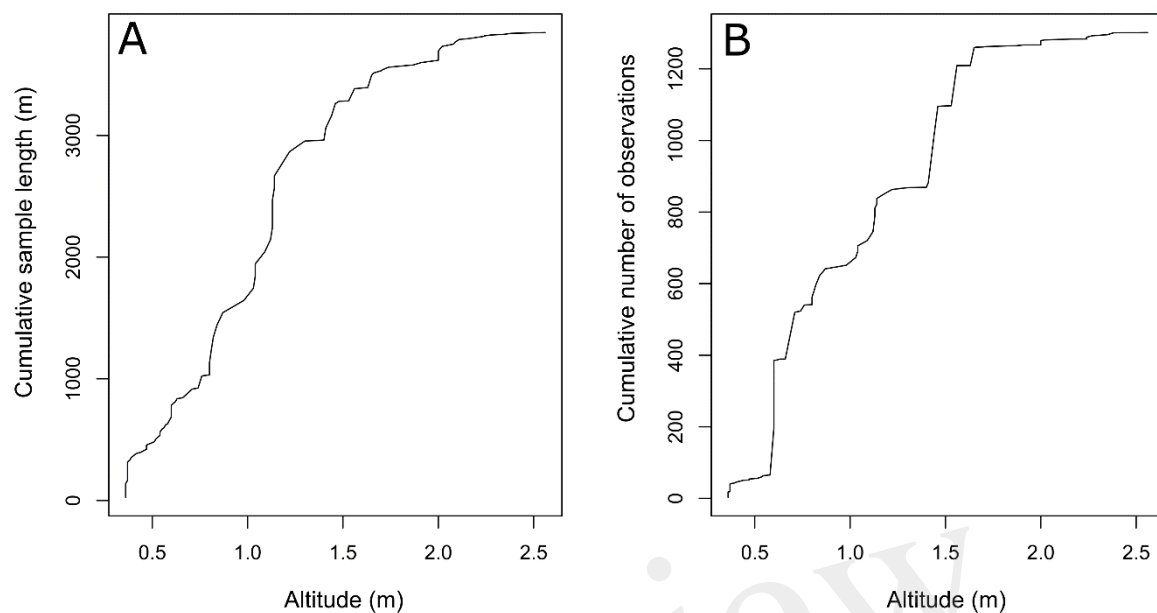 A
Cumulative sample length (m)
3000
2000
1000
0
0.5 1.0 1.5 2.0 2.5
Altitude (m)
B
Cumulative number of observations
1200
1000
800
600
400
200
0
0.5 1.0 1.5 2.0 2.5
Altitude (m)